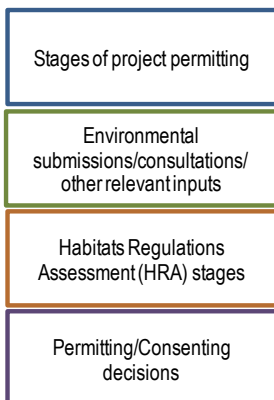 Stages of project permitting
Environmental
submissions/consultations/
other relevant inputs
Habitats Regulations
Assessment (HRA) stages
Permitting/Consenting
decisions